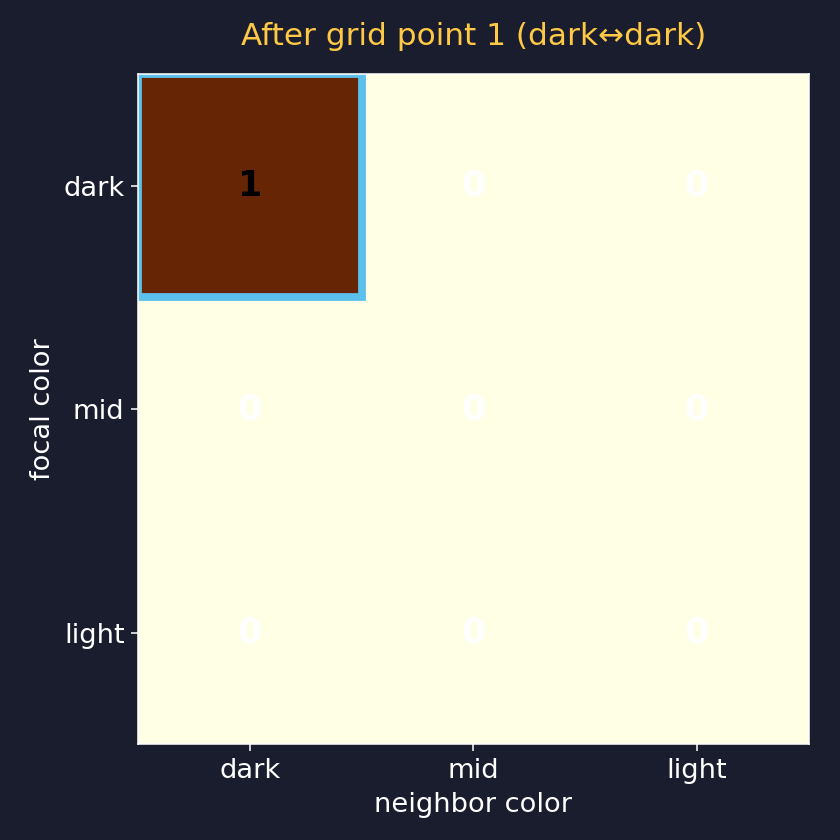 After grid point 1 (dark↔dark)
dark 1 0 0
mid 0 0 0
light 0 0 0
dark mid light
neighbor color
focal color